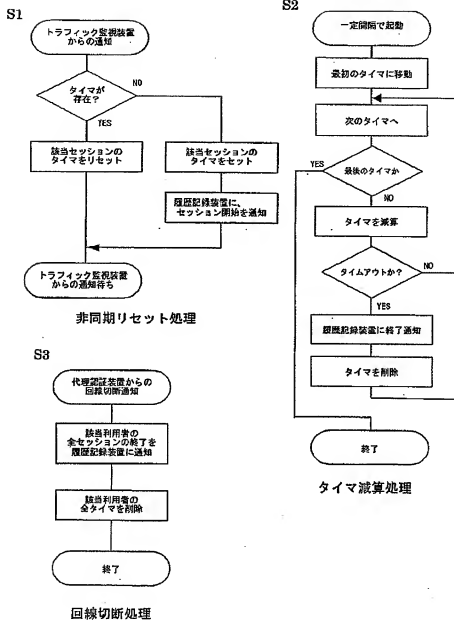 S1
トラフィック監視装置
からの通知
タイマが
存在？
NO
YES
該当セッションの
タイマをリセット
該当セッションの
タイマをセット
履歴記録装置に、
セッション開始を通知
トラフィック監視装置
からの通知待ち
非同期リセット処理
S2
一定間隔で起動
最初のタイマに移動
次のタイマへ
YES
最後のタイマか
NO
タイマを減算
タイムアウトか？
NO
YES
履歴記録装置に終了通知
タイマを削除
終了
タイマ減算処理
S3
代理認証装置からの
回線切断通知
該当利用者の
全セッションの終了を
履歴記録装置に通知
該当利用者の
全タイマを削除
終了
回線切断処理